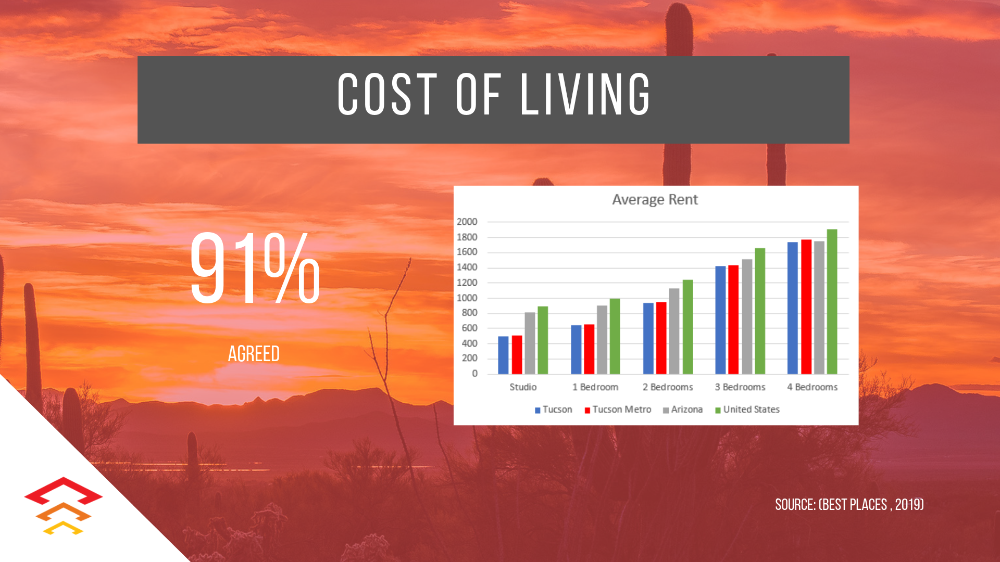 COST OF LIVING
91%
AGREED
Average Rent
2000
1800
1600
1400
1200
1000
800
600
400
200
0
Studio 1 Bedroom 2 Bedrooms 3 Bedrooms 4 Bedrooms
Tucson Tucson Metro Arizona United States
SOURCE: (BEST PLACES , 2019)